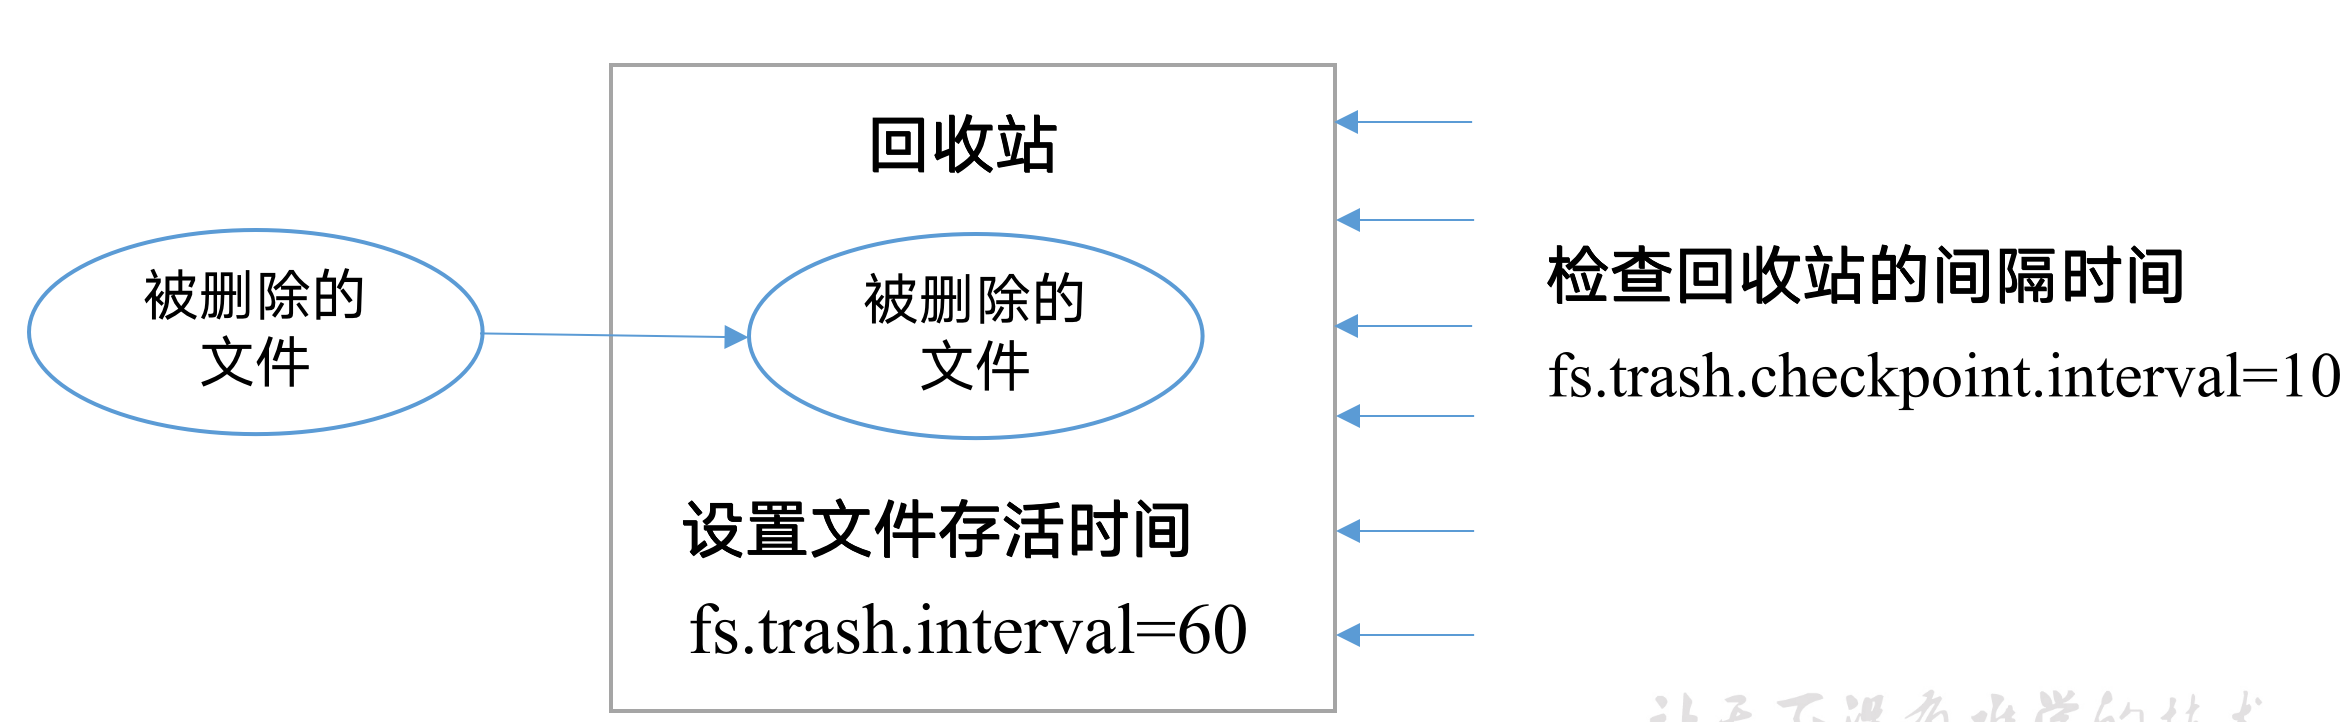 回收站
被删除的
文件
被删除的
文件
设置文件存活时间
fs.trash.interval=60
检查回收站的间隔时间
fs.trash.checkpoint.interval=10